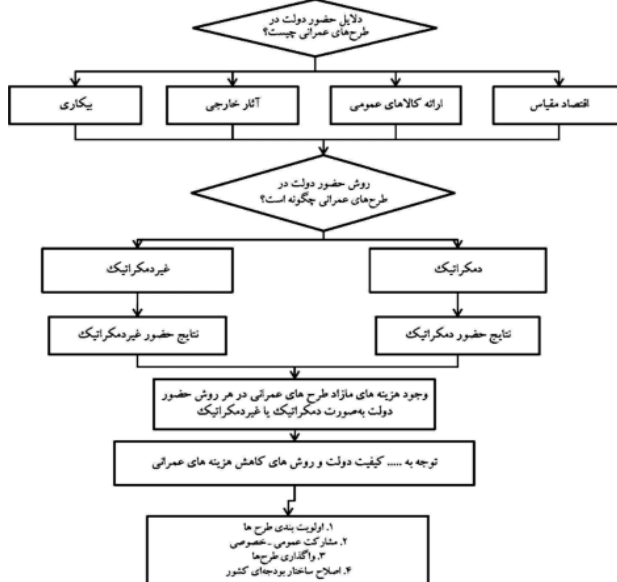 دلایل حضور دولت در
طرح‌های عمرانی چیست؟
اقتصاد مقیاس
ارائه کالاهای عمومی
آثار خارجی
بیکاری
روش حضور دولت در
طرح‌های عمرانی چگونه است؟
دمکراتیک
غیردمکراتیک
نتایج حضور دمکراتیک
نتایج حضور غیردمکراتیک
وجود هزینه های مازاد طرح های عمرانی در هر روش حضور
دولت به‌صورت دمکراتیک یا غیردمکراتیک
توجه به ..... کیفیت دولت و روش های کاهش هزینه های عمرانی
۱. اولویت بندی طرح ها
۲. مشارکت عمومی ـ خصوصی
۳. واگذاری طرح‌ها
۴. اصلاح ساختار بودجه‌ای کشور